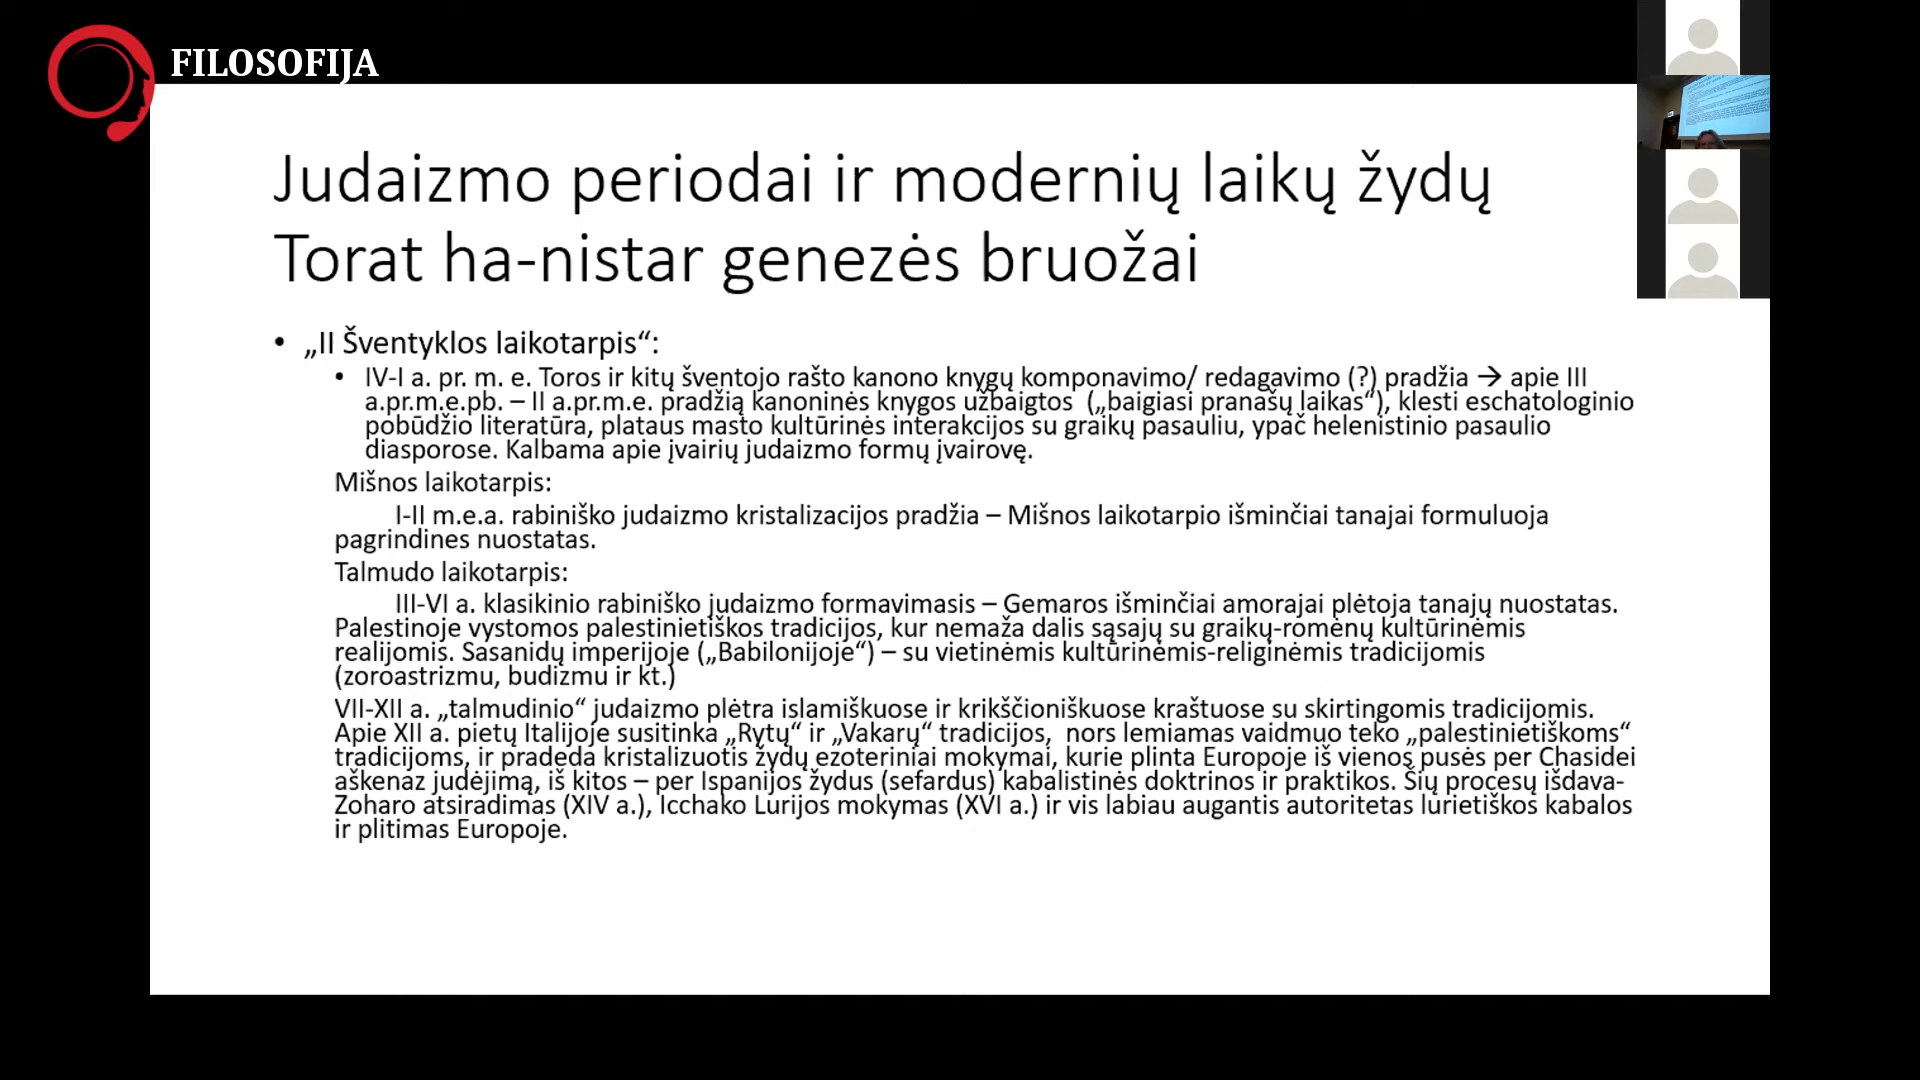 FILOSOFIJA
Judaizmo periodai ir modernių laikų žydų
Torat ha-nistar genezės bruožai
• „II Šventyklos laikotarpis“:
• IV-I a. pr. m. e. Toros ir kitų šventojo rašto kanono knygų komponavimo/ redagavimo (?) pradžia → apie III
a.pr.m.e.pb. – II a.pr.m.e. pradžią kanoninės knygos užbaigtos („baigiasi pranašų laikas“), klesti eschatologinio
pobūdžio literatūra, plataus masto kultūrinės interakcijos su graikų pasauliu, ypač helenistinio pasaulio
diasporose. Kalbama apie įvairių judaizmo formų įvairovę.
Mišnos laikotarpis:
I-II m.e.a. rabiniško judaizmo kristalizacijos pradžia – Mišnos laikotarpio išminčiai tanajai formuluoja
pagrindines nuostatas.
Talmudo laikotarpis:
III-VI a. klasikinio rabiniško judaizmo formavimasis – Gemaros išminčiai amorajai plėtoja tanajų nuostatas.
Palestinoje vystomos palestinietiškos tradicijos, kur nemaža dalis sąsajų su graikų-romėnų kultūrinėmis
realijomis. Sasanidų imperijoje („Babilonijoje“) – su vietinėmis kultūrinėmis-religinėmis tradicijomis
(zoroastrizmu, budizmu ir kt.)
VII-XII a. „talmudinio“ judaizmo plėtra islamiškuose ir krikščioniškuose kraštuose su skirtingomis tradicijomis.
Apie XII a. pietų Italijoje susitinka „Rytų“ ir „Vakarų“ tradicijos, nors lemiamas vaidmuo teko „palestinietiškoms“
tradicijoms, ir pradeda kristalizuotis žydų ezoteriniai mokymai, kurie plinta Europoje iš vienos pusės per Chasidei
aškenaz judėjimą, iš kitos – per Ispanijos žydus (sefardus) kabalistinės doktrinos ir praktikos. Šių procesų išdava-
Zoharo atsiradimas (XIV a.), Icchako Lurijos mokymas (XVI a.) ir vis labiau augantis autoritetas lurietiškos kabalos
ir plitimas Europoje.